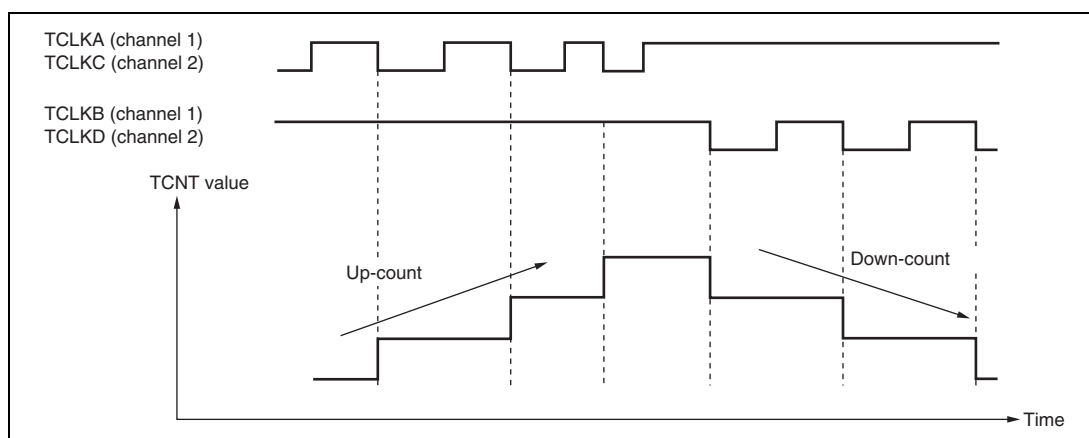 TCLKA (channel 1)
TCLKC (channel 2)
TCLKB (channel 1)
TCLKD (channel 2)
TCNT value
Up-count
Down-count
Time